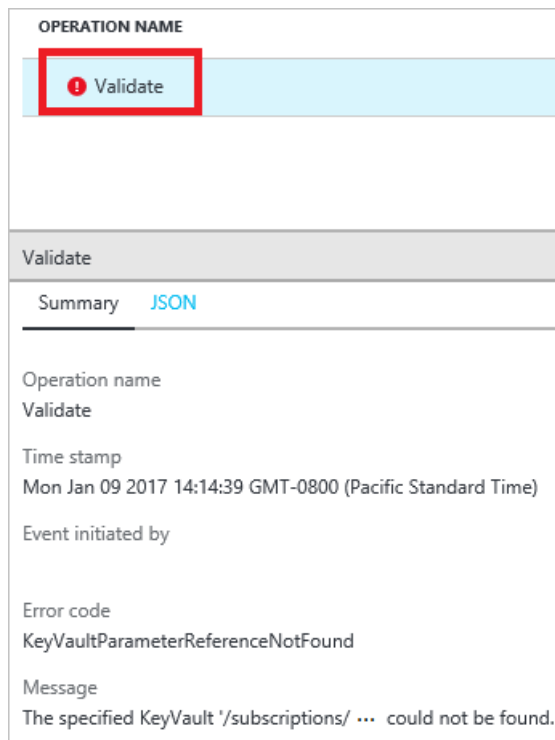 OPERATION NAME
Validate
Validate
Summary JSON
Operation name
Validate
Time stamp
Mon Jan 09 2017 14:14:39 GMT-0800 (Pacific Standard Time)
Event initiated by
Error code
KeyVaultParameterReferenceNotFound
Message
The specified KeyVault '/subscriptions/ ··· could not be found.